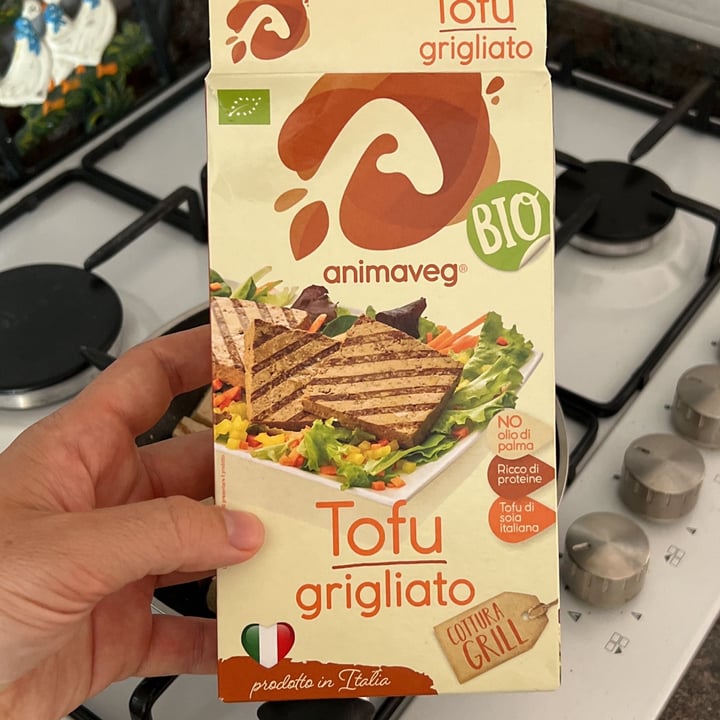 Tofu
grigliato
BIO
animaveg®
NO
olio di
palma
Ricco di
proteine
Tofu di
soia
italiana
Tofu
grigliato
COTTURA
GRILL
prodotto in Italia